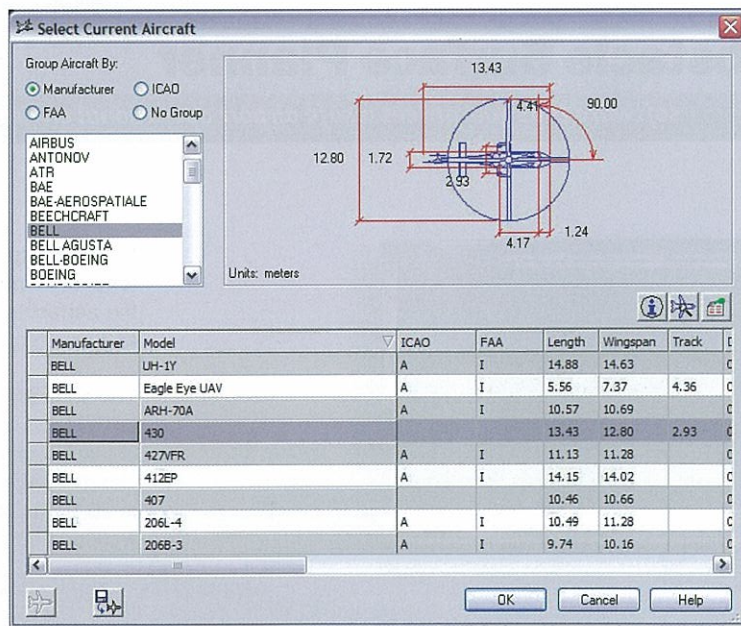 Select Current Aircraft
Group Aircraft By:
Manufacturer ICAO
FAA No Group
AIRBUS
ANTONOV
ATR
BAE
BAE-AEROSPATIALE
BEECHCRAFT
BELL
BELL AGUSTA
BELL-BOEING
BOEING
13.43
4.41 90.00
12.80 1.72
2.93
4.17 1.24
Units: meters
Manufacturer Model ICAO FAA Length Wingspan Track
BELL UH-1Y A I 14.88 14.63
BELL Eagle Eye UAV A I 5.56 7.37 4.36
BELL ARH-70A A I 10.57 10.69
BELL 430 13.43 12.80 2.93
BELL 427VFR A I 11.13 11.28
BELL 412EP A I 14.15 14.02
BELL 407 10.46 10.66
BELL 206L-4 A I 10.49 11.28
BELL 206B-3 A I 9.74 10.16
OK Cancel Help